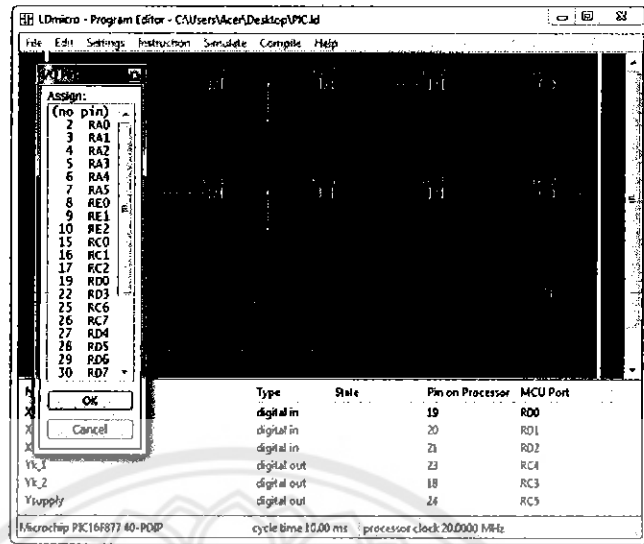 LDmicro - Program Editor - C:\Users\Acer\Desktop\PIC.ld
File Edit Settings Instruction Simulate Compile Help
Assign:
(no pin)
2 RA0
3 RA1
4 RA2
5 RA3
6 RA4
7 RA5
8 RE0
9 RE1
10 RE2
15 RC0
16 RC1
17 RC2
19 RD0
22 RD3
25 RC6
26 RC7
27 RD4
28 RD5
29 RD6
30 RD7
OK
Cancel
Type State Pin on Processor MCU Port
digital in 19 RD0
digital in 20 RD1
digital in 21 RD2
Yk_1 digital out 23 RC4
Yk_2 digital out 18 RC3
Ysupply digital out 24 RC5
Microchip PIC16F877 40-PDIP cycle time 10.00 ms processor clock 20.0000 MHz